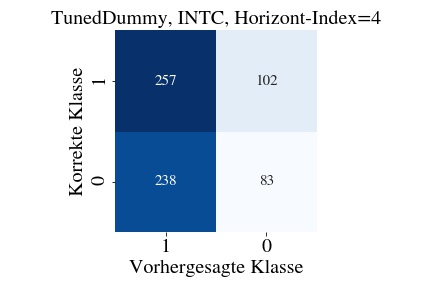 TunedDummy, INTC, Horizont-Index=4
Korrekte Klasse
1
257
102
0
238
83
1
0
Vorhergesagte Klasse